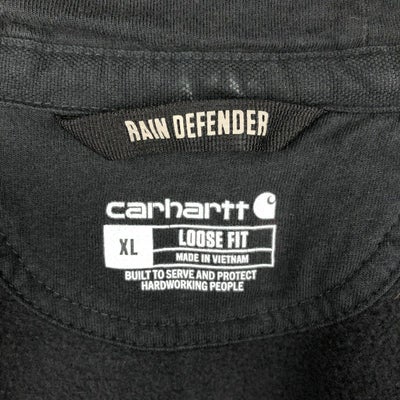 RAIN DEFENDER
carhartt
XL LOOSE FIT
MADE IN VIETNAM
BUILT TO SERVE AND PROTECT
HARDWORKING PEOPLE